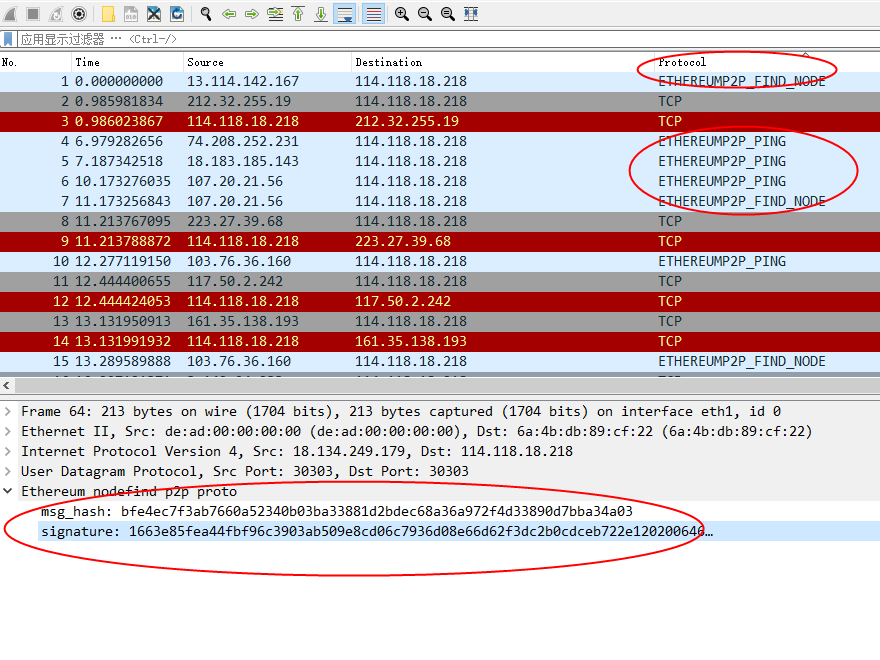 应用显示过滤器 … <Ctrl-/>
No. Time Source Destination Protocol
1 0.000000000 13.114.142.167 114.118.18.218 ETHEREUMP2P_FIND_NODE
2 0.985981834 212.32.255.19 114.118.18.218 TCP
3 0.986023867 114.118.18.218 212.32.255.19 TCP
4 6.979282656 74.208.252.231 114.118.18.218 ETHEREUMP2P_PING
5 7.187342518 18.183.185.143 114.118.18.218 ETHEREUMP2P_PING
6 10.173276035 107.20.21.56 114.118.18.218 ETHEREUMP2P_PING
7 11.173256843 107.20.21.56 114.118.18.218 ETHEREUMP2P_FIND_NODE
8 11.213767095 223.27.39.68 114.118.18.218 TCP
9 11.213788872 114.118.18.218 223.27.39.68 TCP
10 12.277119150 103.76.36.160 114.118.18.218 ETHEREUMP2P_PING
11 12.444400655 117.50.2.242 114.118.18.218 TCP
12 12.444424053 114.118.18.218 117.50.2.242 TCP
13 13.131950913 161.35.138.193 114.118.18.218 TCP
14 13.131991932 114.118.18.218 161.35.138.193 TCP
15 13.289589888 103.76.36.160 114.118.18.218 ETHEREUMP2P_FIND_NODE
Frame 64: 213 bytes on wire (1704 bits), 213 bytes captured (1704 bits) on interface eth1, id 0
Ethernet II, Src: de:ad:00:00:00:00 (de:ad:00:00:00:00), Dst: 6a:4b:db:89:cf:22 (6a:4b:db:89:cf:22)
Internet Protocol Version 4, Src: 18.134.249.179, Dst: 114.118.18.218
User Datagram Protocol, Src Port: 30303, Dst Port: 30303
Ethereum nodefind p2p proto
msg_hash: bfe4ec7f3ab7660a52340b03ba33881d2bdec68a36a972f4d33890d7bba34a03
signature: 1663e85fea44fbf96c3903ab509e8cd06c7936d08e66d62f3dc2b0cdceb722e120200646…